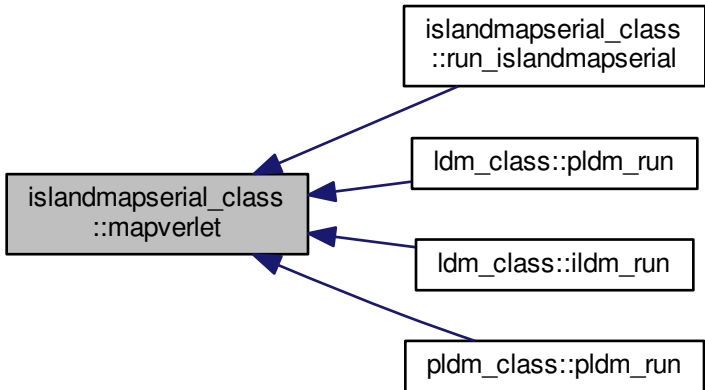 islandmapserial_class
::run_islandmapserial
ldm_class::pldm_run
islandmapserial_class
::mapverlet
ldm_class::ildm_run
pldm_class::pldm_run